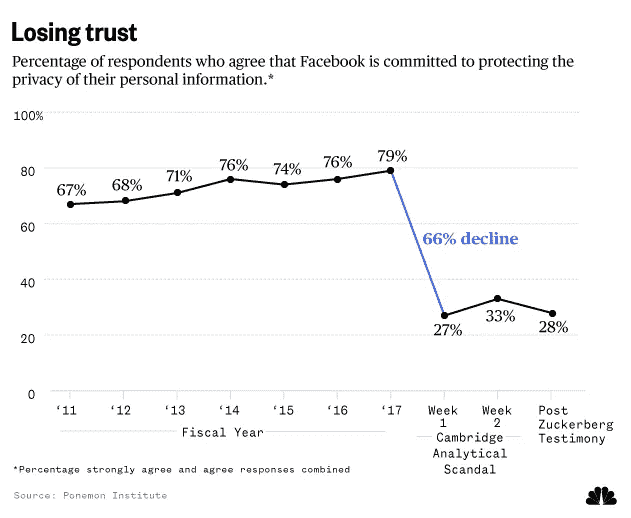 Losing trust
Percentage of respondents who agree that Facebook is committed to protecting the
privacy of their personal information.*
100%
80
60
40
20
0
67%
68%
71%
76%
74%
76%
79%
66% decline
27%
33%
28%
‘11
‘12
‘13
‘14
‘15
‘16
‘17
Fiscal Year
Week
1
Week
2
Cambridge
Analytical
Scandal
Post
Zuckerberg
Testimony
*Percentage strongly agree and agree responses combined
Source: Ponemon Institute